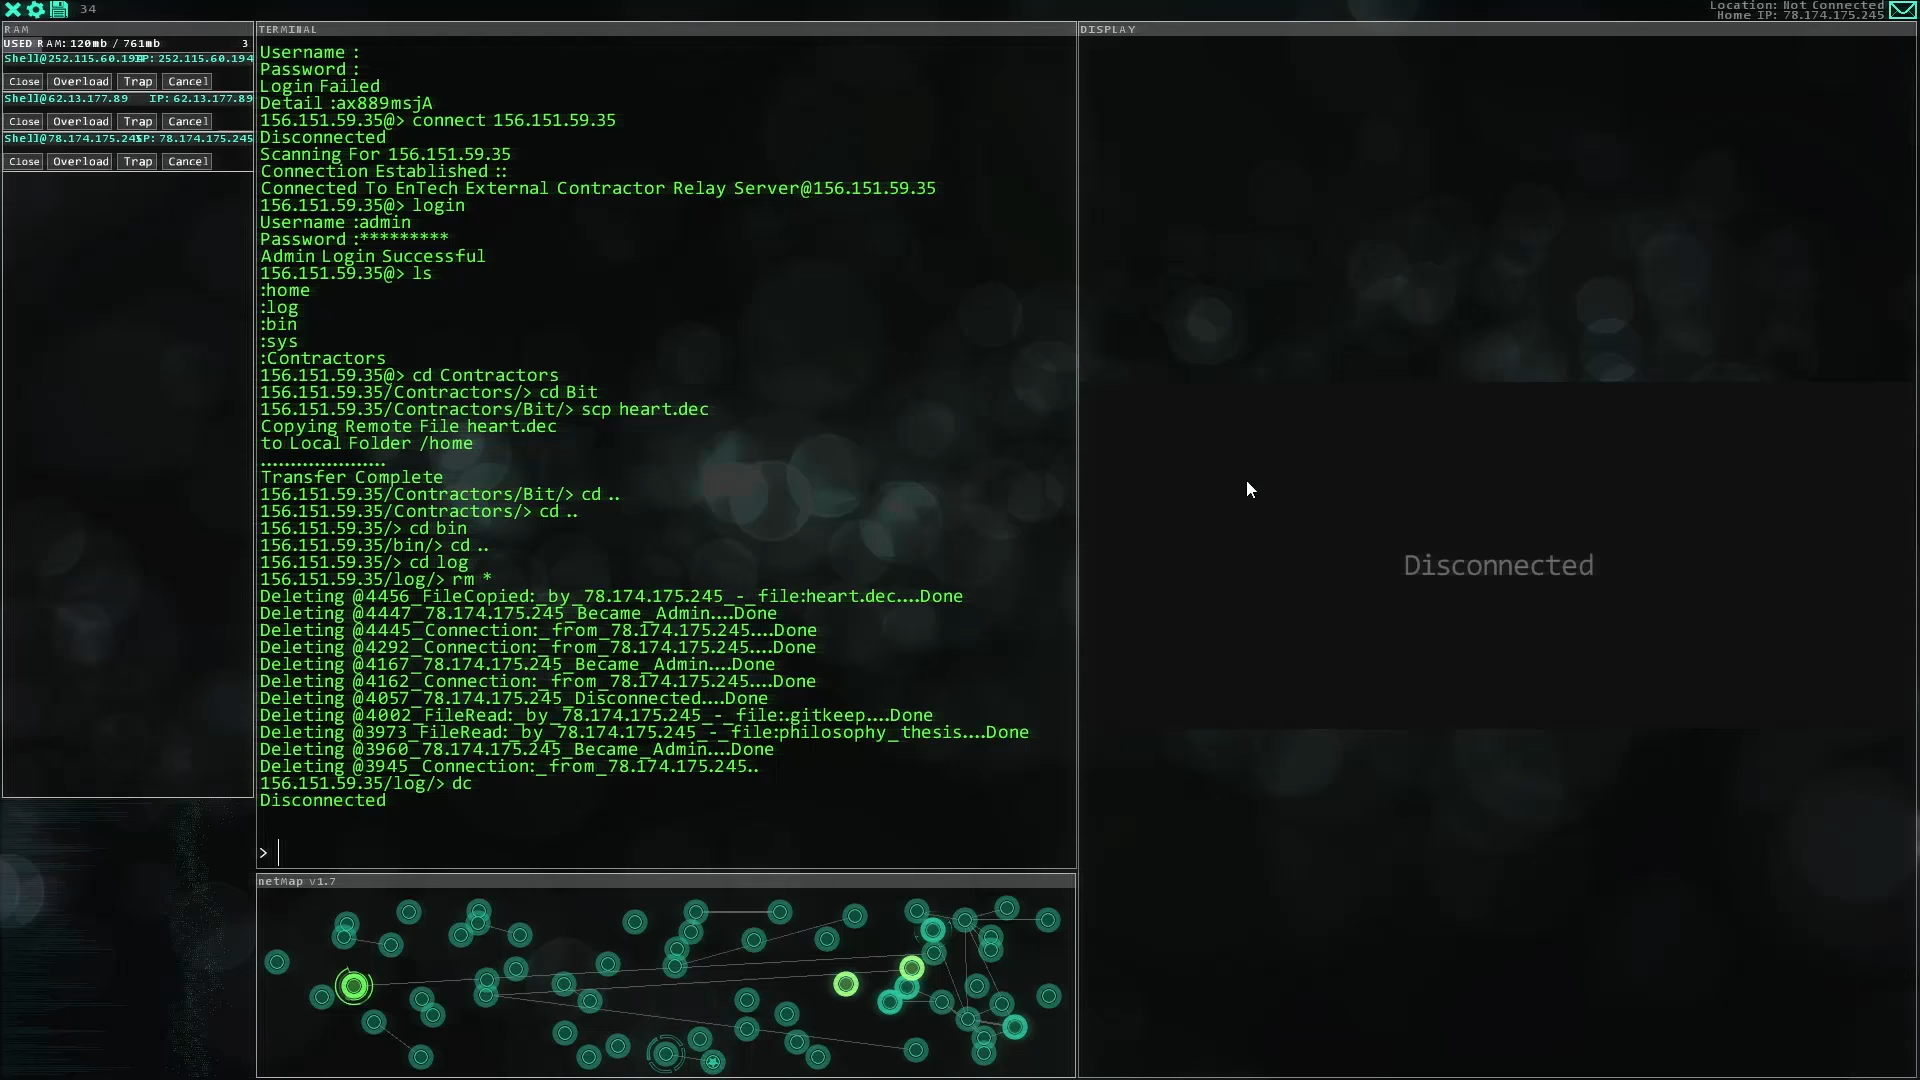 34
Location: Not Connected
Home IP: 78.174.175.245
RAM
USED RAM: 120mb / 761mb 3
Shell@252.115.60.194 IP: 252.115.60.194
Close Overload Trap Cancel
Shell@62.13.177.89 IP: 62.13.177.89
Close Overload Trap Cancel
Shell@78.174.175.245 IP: 78.174.175.245
Close Overload Trap Cancel
TERMINAL
Username :
Password :
Login Failed
Detail :ax889msjA
156.151.59.35@> connect 156.151.59.35
Disconnected
Scanning For 156.151.59.35
Connection Established ::
Connected To EnTech External Contractor Relay Server@156.151.59.35
156.151.59.35@> login
Username :admin
Password :*********
Admin Login Successful
156.151.59.35@> ls
:home
:log
:bin
:sys
:Contractors
156.151.59.35@> cd Contractors
156.151.59.35/Contractors/> cd Bit
156.151.59.35/Contractors/Bit/> scp heart.dec
Copying Remote File heart.dec
to Local Folder /home
.....................
Transfer Complete
156.151.59.35/Contractors/Bit/> cd ..
156.151.59.35/Contractors/> cd ..
156.151.59.35/> cd bin
156.151.59.35/bin/> cd ..
156.151.59.35/> cd log
156.151.59.35/log/> rm *
Deleting @4456_FileCopied:_by_78.174.175.245_-_file:heart.dec....Done
Deleting @4447_78.174.175.245_Became_Admin....Done
Deleting @4445_Connection:_from_78.174.175.245....Done
Deleting @4292_Connection:_from_78.174.175.245....Done
Deleting @4167_78.174.175.245_Became_Admin....Done
Deleting @4162_Connection:_from_78.174.175.245....Done
Deleting @4057_78.174.175.245_Disconnected....Done
Deleting @4002_FileRead:_by_78.174.175.245_-_file:.gitkeep....Done
Deleting @3973_FileRead:_by_78.174.175.245_-_file:philosophy_thesis....Done
Deleting @3960_78.174.175.245_Became_Admin....Done
Deleting @3945_Connection:_from_78.174.175.245..
156.151.59.35/log/> dc
Disconnected
>
netMap v1.7
DISPLAY
Disconnected